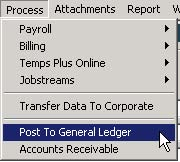 Process Attachments Report
Payroll
Billing
Temps Plus Online
Jobstreams
Transfer Data To Corporate
Post To General Ledger
Accounts Receivable